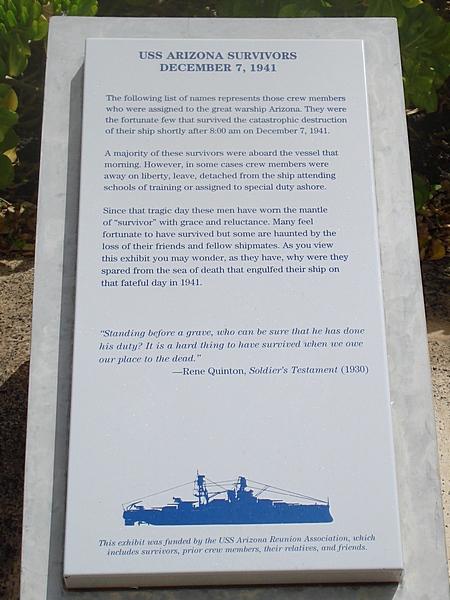 USS ARIZONA SURVIVORS
DECEMBER 7, 1941
The following list of names represents those crew members
who were assigned to the great warship Arizona. They were
the fortunate few that survived the catastrophic destruction
of their ship shortly after 8:00 am on December 7, 1941.
A majority of these survivors were aboard the vessel that
morning. However, in some cases crew members were
away on liberty, leave, detached from the ship attending
schools of training or assigned to special duty ashore.
Since that tragic day these men have worn the mantle
of "survivor" with grace and reluctance. Many feel
fortunate to have survived but some are haunted by the
loss of their friends and fellow shipmates. As you view
this exhibit you may wonder, as they have, why were they
spared from the sea of death that engulfed their ship on
that fateful day in 1941.
"Standing before a grave, who can be sure that he has done
his duty? It is a hard thing to have survived when we owe
our place to the dead."
—Rene Quinton, Soldier's Testament (1930)
This exhibit was funded by the USS Arizona Reunion Association, which
includes survivors, prior crew members, their relatives, and friends.